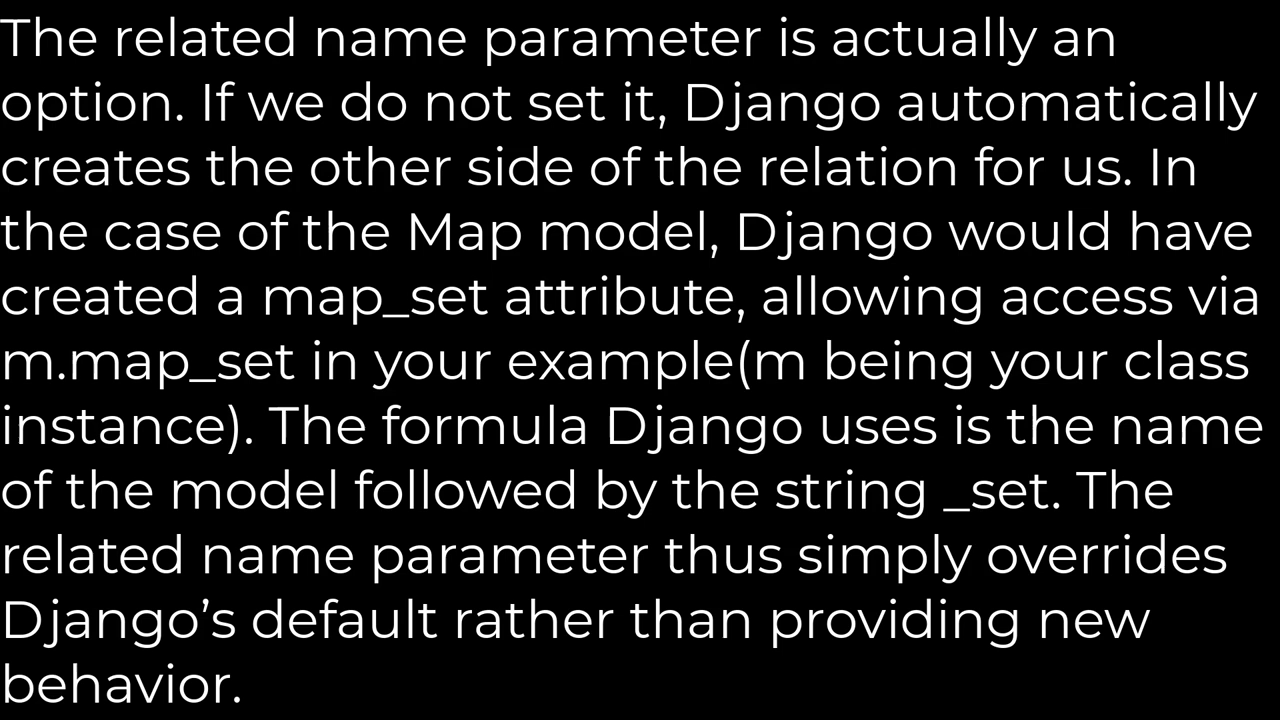 The related name parameter is actually an
option. If we do not set it, Django automatically
creates the other side of the relation for us. In
the case of the Map model, Django would have
created a map_set attribute, allowing access via
m.map_set in your example(m being your class
instance). The formula Django uses is the name
of the model followed by the string _set. The
related name parameter thus simply overrides
Django’s default rather than providing new
behavior.